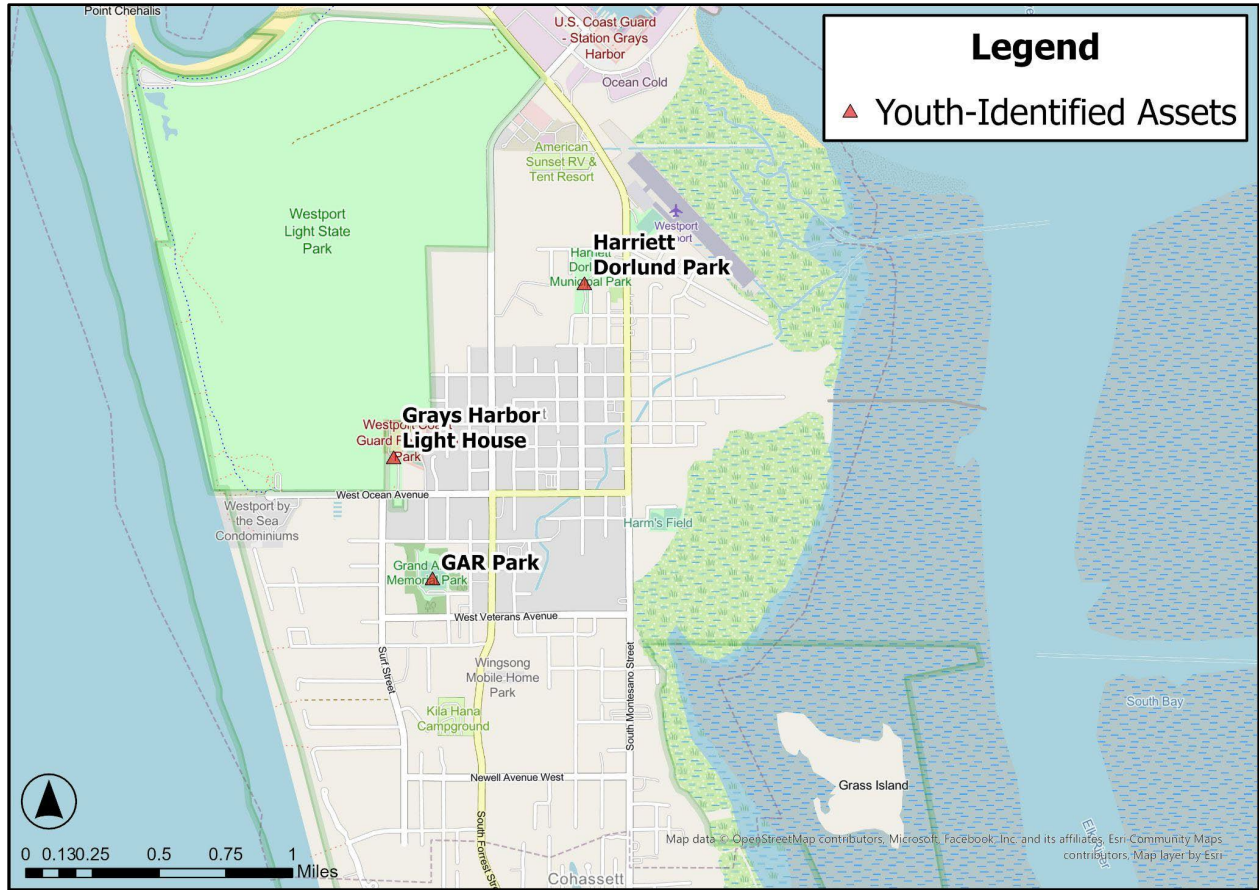 Point Chehalis
U.S. Coast Guard
- Station Grays
Harbor
Ocean Cold
Legend
Youth-Identified Assets
American
Sunset RV &
Tent Resort
Westport
Light State
Park
Westport
Harriett
Dorlund Park
Harriett
Municipal Park
Grays Harbor
Light House
Westport
Guard
Park
West Ocean Avenue
Westport by
the Sea
Condominiums
Harm's Field
GAR Park
Grand
Park
West Veterans Avenue
Surf Street
Wingsong
Mobile Home
Park
South Montesano Street
Kila Hana
Campground
South Bay
Newell Avenue West
Grass Island
South Forrest Street
Map data © OpenStreetMap contributors, Microsoft, Facebook, Inc. and its affiliates, Esri Community Maps
contributors, Map layer by Esri
0 0.130.25 0.5 0.75 1
Miles
Cohassett